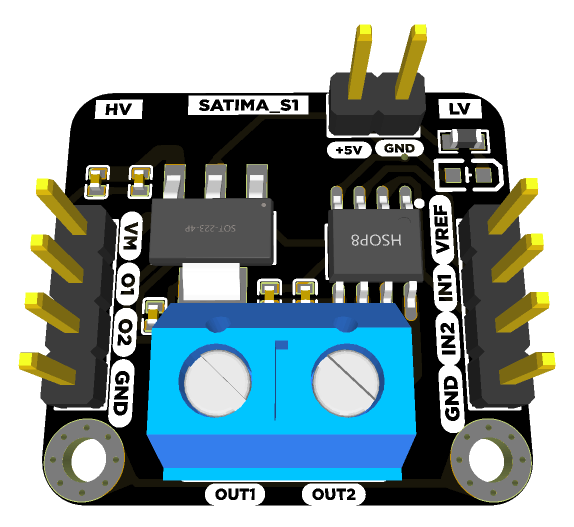 HV
SATIMA_S1
LV
+5V
GND
SOT-223-4P
HSOP8
VM
O1
O2
GND
VREF
IN1
IN2
GND
OUT1
OUT2